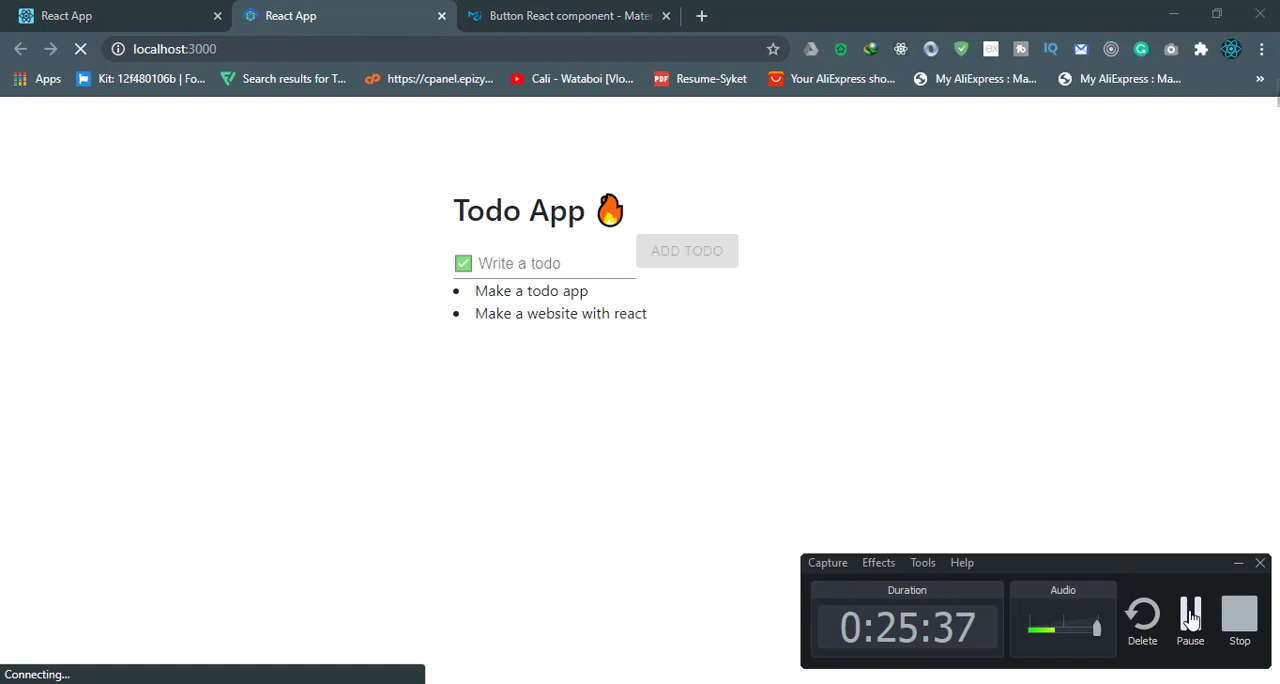 React App
React App
Button React component - Mater
localhost:3000
Apps
Kit: 12f480106b | Fo...
Search results for T...
https://cpanel.epizy...
Cali - Wataboi [Vlo...
PDF
Resume-Syket
Your AliExpress sho...
My AliExpress : Ma...
My AliExpress : Ma...
»
Todo App 🔥
✅ Write a todo
ADD TODO
• Make a todo app
• Make a website with react
Capture Effects Tools Help
Duration
Audio
0:25:37
Delete
Pause
Stop
Connecting...